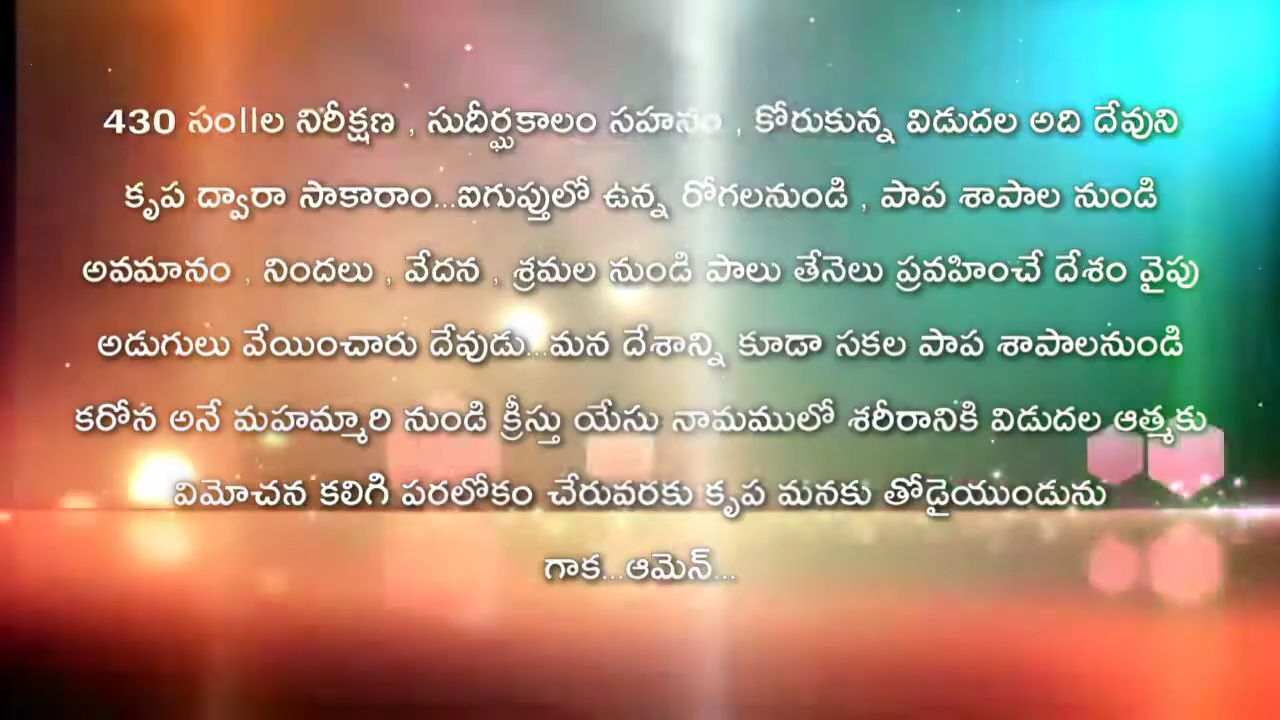 430 సం||ల నిరీక్షణ , సుదీర్ఘకాలం సహనం , కోరుకున్న విడుదల అది దేవుని
కృప ద్వారా సాకారాం...ఐగుప్తులో ఉన్న రోగలనుండి , పాప శాపాల నుండి
అవమానం , నిందలు , వేదన , శ్రమల నుండి పాలు తేనెలు ప్రవహించే దేశం వైపు
అడుగులు వేయించారు దేవుడు...మన దేశాన్ని కూడా సకల పాప శాపాలనుండి
కరోన అనే మహమ్మారి నుండి క్రీస్తు యేసు నామములో శరీరానికి విడుదల ఆత్మకు
విమోచన కలిగి పరలోకం చేరువరకు కృప మనకు తోడైయుండును
గాక...ఆమెన్...